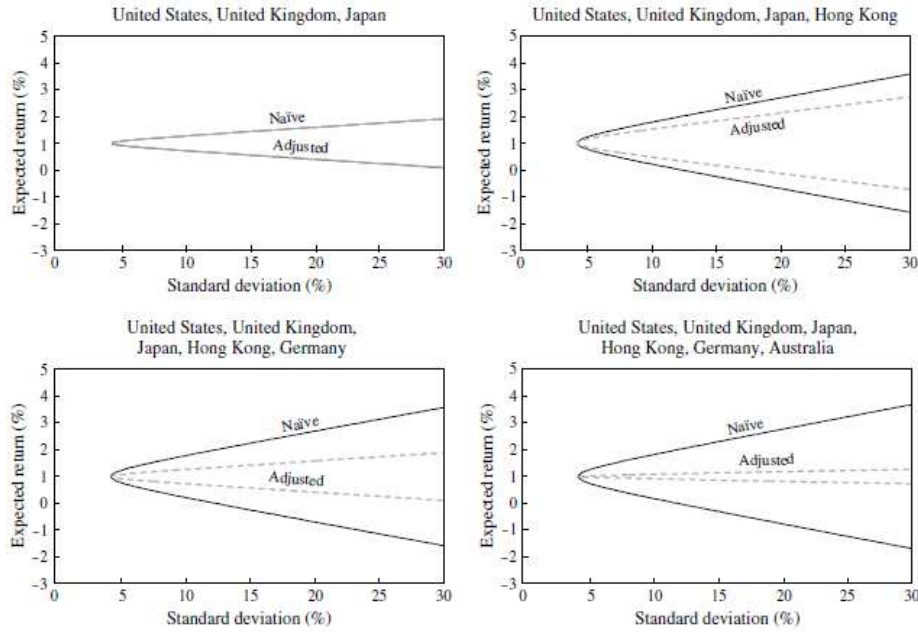 United States, United Kingdom, Japan
5
4
3
2
1
0
−1
−2
−3
Expected return (%)
Naïve
Adjusted
0 5 10 15 20 25 30
Standard deviation (%)
United States, United Kingdom, Japan, Hong Kong
5
4
3
2
1
0
−1
−2
−3
Expected return (%)
Naïve
Adjusted
0 5 10 15 20 25 30
Standard deviation (%)
United States, United Kingdom,
Japan, Hong Kong, Germany
5
4
3
2
1
0
−1
−2
−3
Expected return (%)
Naïve
Adjusted
0 5 10 15 20 25 30
Standard deviation (%)
United States, United Kingdom, Japan,
Hong Kong, Germany, Australia
5
4
3
2
1
0
−1
−2
−3
Expected return (%)
Naïve
Adjusted
0 5 10 15 20 25 30
Standard deviation (%)